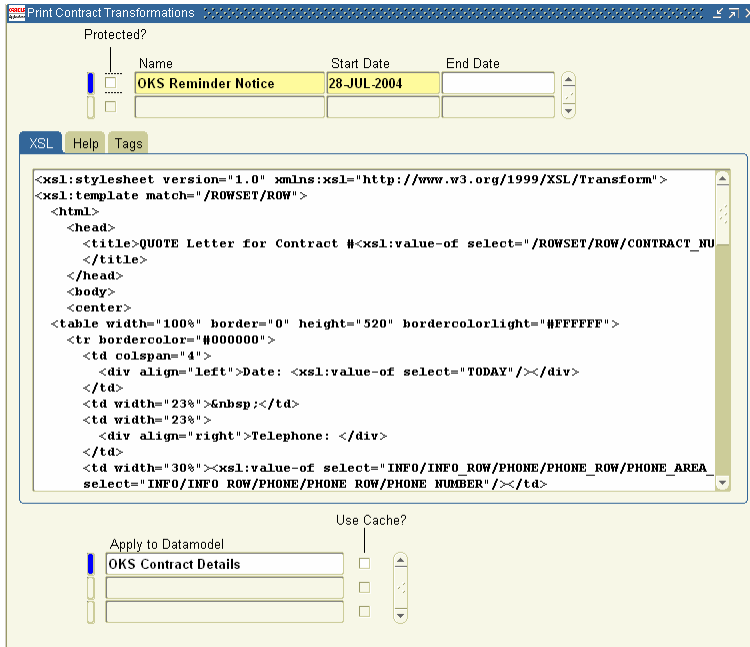 Print Contract Transformations
Protected?
Name Start Date End Date
OKS Reminder Notice 28-JUL-2004
XSL Help Tags
<xsl:stylesheet version="1.0" xmlns:xsl="http://www.w3.org/1999/XSL/Transform">
<xsl:template match="/ROWSET/ROW">
<html>
<head>
<title>QUOTE Letter for Contract #<xsl:value-of select="/ROWSET/ROW/CONTRACT_NU
</title>
</head>
<body>
<center>
<table width="100%" border="0" height="520" bordercolorlight="#FFFFFF">
<tr bordercolor="#000000">
<td colspan="4">
<div align="left">Date: <xsl:value-of select="TODAY"/></div>
</td>
<td width="23%">&nbsp;</td>
<td width="23%">
<div align="right">Telephone: </div>
</td>
<td width="30%"><xsl:value-of select="INFO/INFO_ROW/PHONE/PHONE_ROW/PHONE_AREA_
select="INFO/INFO_ROW/PHONE/PHONE_ROW/PHONE_NUMBER"/></td>
Use Cache?
Apply to Datamodel
OKS Contract Details